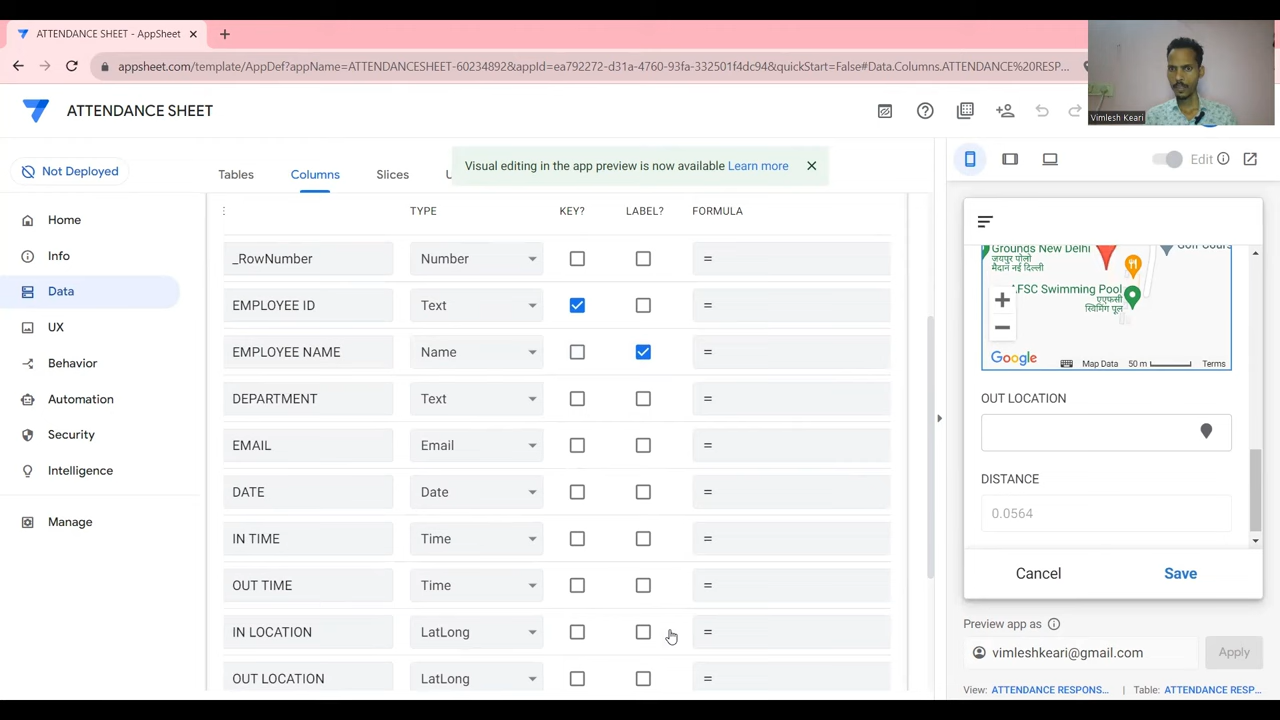 ATTENDANCE SHEET - AppSheet
appsheet.com/template/AppDef?appName=ATTENDANCESHEET-60234892&appId=ea792272-d31a-4760-93fa-332501f4dc94&quickStart=False#Data.Columns.ATTENDANCE%20RESP...
Vimlesh Keari
ATTENDANCE SHEET
Visual editing in the app preview is now available Learn more
Not Deployed
Tables
Columns
Slices
Edit
Home
Info
Data
UX
Behavior
Automation
Security
Intelligence
Manage
TYPE
KEY?
LABEL?
FORMULA
_RowNumber Number =
EMPLOYEE ID Text =
EMPLOYEE NAME Name =
DEPARTMENT Text =
EMAIL Email =
DATE Date =
IN TIME Time =
OUT TIME Time =
IN LOCATION LatLong =
OUT LOCATION LatLong =
Grounds New Delhi
जयपुर पोलो
मैदान नई दिल्ली
AFSC Swimming Pool
एएफएसी
स्विमिंग पूल
Google
Map Data 50 m Terms
OUT LOCATION
DISTANCE
0.0564
Cancel Save
Preview app as
vimleshkeari@gmail.com Apply
View: ATTENDANCE RESPONS... | Table: ATTENDANCE RESP...